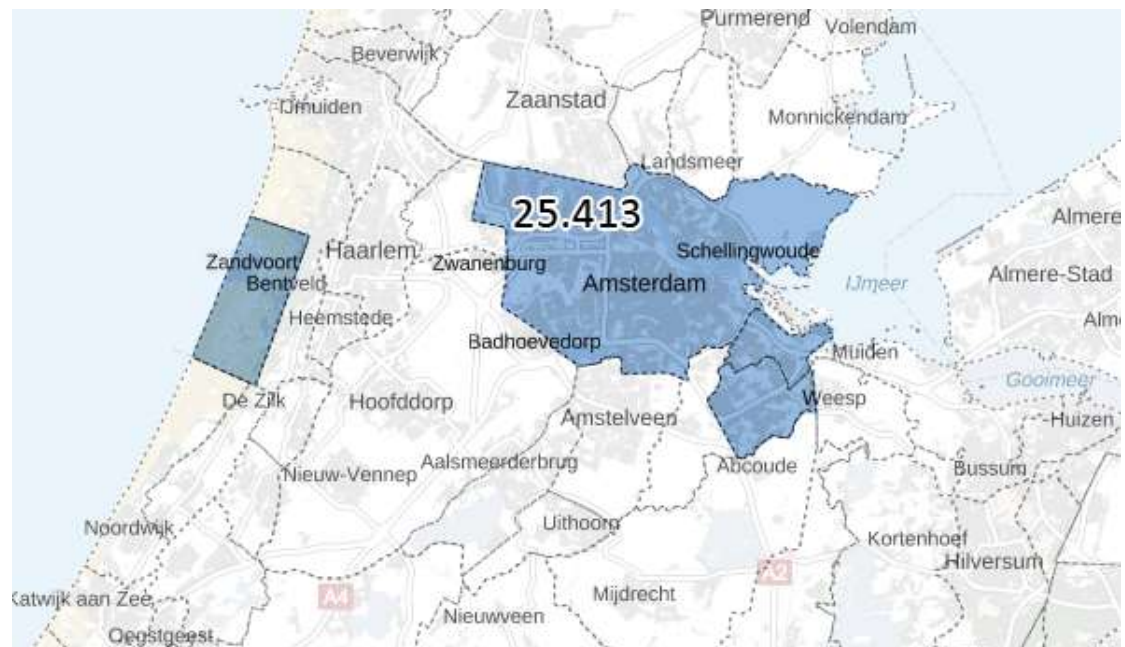 Purmerend
Volendam
Beverwijk
IJmuiden
Zaanstad
Monnickendam
Landsmeer
25.413
Almere
Haarlem
Schellingwoude
Zandvoort
Zwanenburg
Bentveld
Amsterdam
IJmeer
Almere-Stad
Heemstede
Alm
Badhoevedorp
Muiden
Gooimeer
De Zilk
Hoofddorp
Weesp
Amstelveen
Huizen
Nieuw-Vennep
Aalsmeerderbrug
Abcoude
Bussum
Noordwijk
Uithoorn
Kortenhoef
Hilversum
A2
Katwijk aan Zee
A4
Mijdrecht
Nieuwveen
Oegstgeest